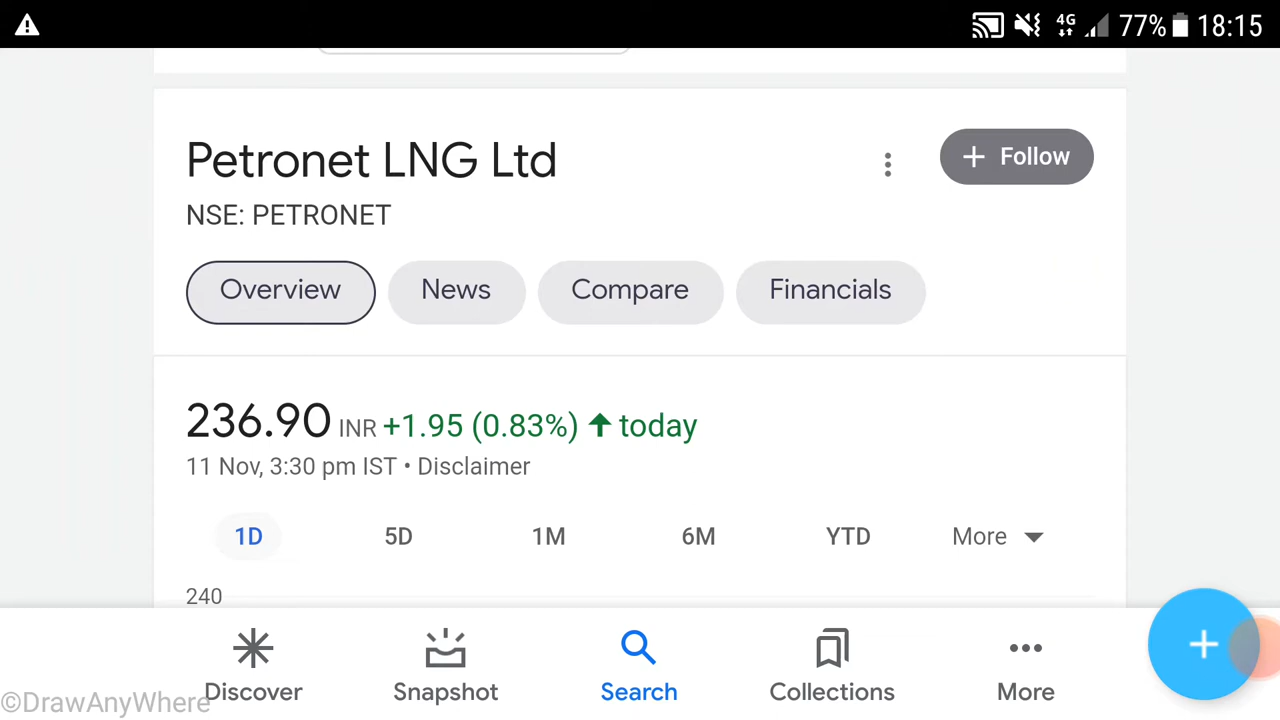 4G 77% 18:15
Petronet LNG Ltd
+ Follow
NSE: PETRONET
Overview News Compare Financials
236.90 INR +1.95 (0.83%) ↑ today
11 Nov, 3:30 pm IST • Disclaimer
1D 5D 1M 6M YTD More
240
Discover Snapshot Search Collections More
©DrawAnyWhere